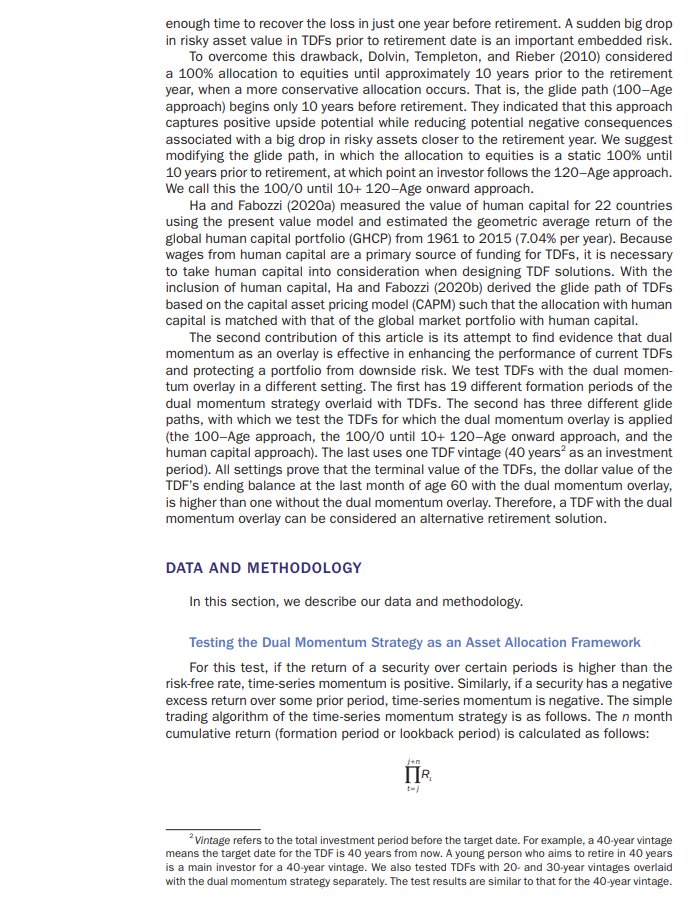 enough time to recover the loss in just one year before retirement. A sudden big drop
in risky asset value in TDFs prior to retirement date is an important embedded risk.
To overcome this drawback, Dolvin, Templeton, and Rieber (2010) considered
a 100% allocation to equities until approximately 10 years prior to the retirement
year, when a more conservative allocation occurs. That is, the glide path (100–Age
approach) begins only 10 years before retirement. They indicated that this approach
captures positive upside potential while reducing potential negative consequences
associated with a big drop in risky assets closer to the retirement year. We suggest
modifying the glide path, in which the allocation to equities is a static 100% until
10 years prior to retirement, at which point an investor follows the 120–Age approach.
We call this the 100/0 until 10+ 120–Age onward approach.
Ha and Fabozzi (2020a) measured the value of human capital for 22 countries
using the present value model and estimated the geometric average return of the
global human capital portfolio (GHCP) from 1961 to 2015 (7.04% per year). Because
wages from human capital are a primary source of funding for TDFs, it is necessary
to take human capital into consideration when designing TDF solutions. With the
inclusion of human capital, Ha and Fabozzi (2020b) derived the glide path of TDFs
based on the capital asset pricing model (CAPM) such that the allocation with human
capital is matched with that of the global market portfolio with human capital.
The second contribution of this article is its attempt to find evidence that dual
momentum as an overlay is effective in enhancing the performance of current TDFs
and protecting a portfolio from downside risk. We test TDFs with the dual momen-
tum overlay in a different setting. The first has 19 different formation periods of the
dual momentum strategy overlaid with TDFs. The second has three different glide
paths, with which we test the TDFs for which the dual momentum overlay is applied
(the 100–Age approach, the 100/0 until 10+ 120–Age onward approach, and the
human capital approach). The last uses one TDF vintage (40 years² as an investment
period). All settings prove that the terminal value of the TDFs, the dollar value of the
TDF's ending balance at the last month of age 60 with the dual momentum overlay,
is higher than one without the dual momentum overlay. Therefore, a TDF with the dual
momentum overlay can be considered an alternative retirement solution.
DATA AND METHODOLOGY
In this section, we describe our data and methodology.
Testing the Dual Momentum Strategy as an Asset Allocation Framework
For this test, if the return of a security over certain periods is higher than the
risk-free rate, time-series momentum is positive. Similarly, if a security has a negative
excess return over some prior period, time-series momentum is negative. The simple
trading algorithm of the time-series momentum strategy is as follows. The n month
cumulative return (formation period or lookback period) is calculated as follows:
j+n
∏ Rₜ
t=j
² Vintage refers to the total investment period before the target date. For example, a 40-year vintage
means the target date for the TDF is 40 years from now. A young person who aims to retire in 40 years
is a main investor for a 40-year vintage. We also tested TDFs with 20- and 30-year vintages overlaid
with the dual momentum strategy separately. The test results are similar to that for the 40-year vintage.